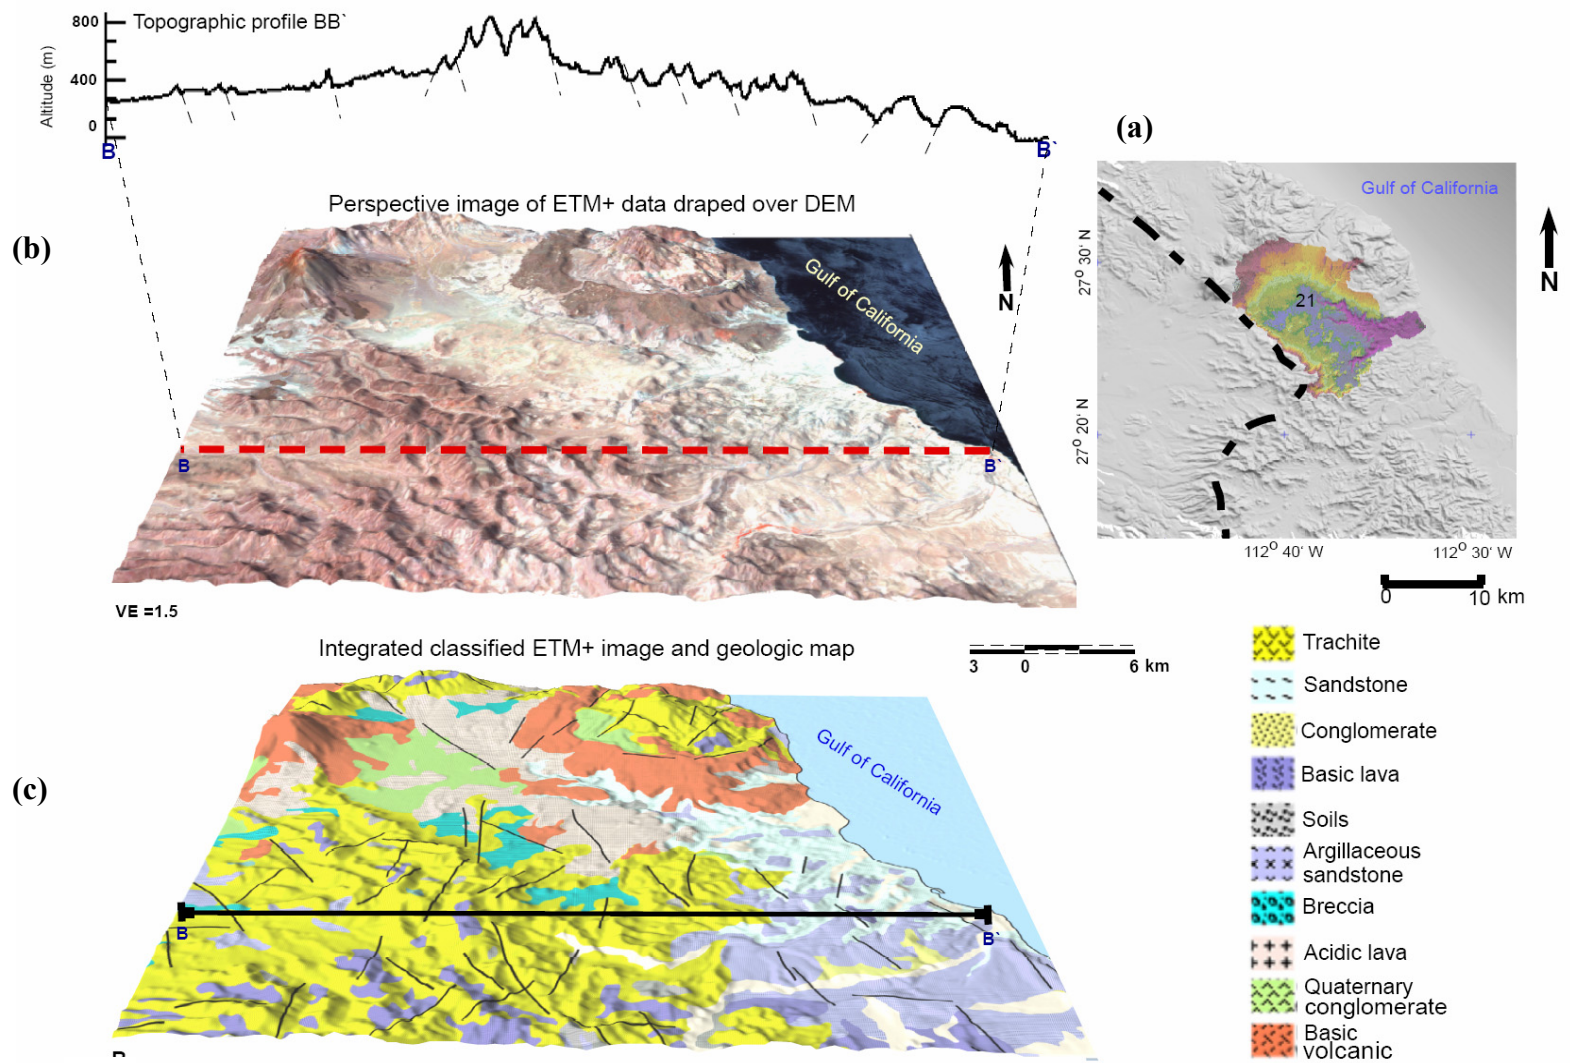 800
Topographic profile BB`
Altitude (m)
400
0
B
B`
(a)
Gulf of California
27° 30' N
21
N
27° 20' N
112° 40' W
112° 30' W
0
10 km
Perspective image of ETM+ data draped over DEM
(b)
Gulf of California
N
B
B`
VE =1.5
Integrated classified ETM+ image and geologic map
3
0
6 km
(c)
Gulf of California
B
B`
Trachite
Sandstone
Conglomerate
Basic lava
Soils
Argillaceous
sandstone
Breccia
Acidic lava
Quaternary
conglomerate
Basic
volcanic